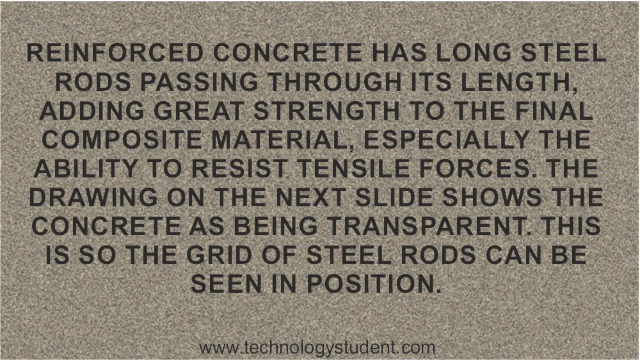 REINFORCED CONCRETE HAS LONG STEEL
RODS PASSING THROUGH ITS LENGTH,
ADDING GREAT STRENGTH TO THE FINAL
COMPOSITE MATERIAL, ESPECIALLY THE
ABILITY TO RESIST TENSILE FORCES. THE
DRAWING ON THE NEXT SLIDE SHOWS THE
CONCRETE AS BEING TRANSPARENT. THIS
IS SO THE GRID OF STEEL RODS CAN BE
SEEN IN POSITION.
www.technologystudent.com